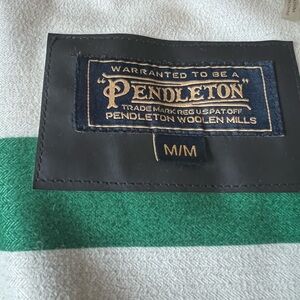 WARRANTED TO BE A
"PENDLETON"
TRADE MARK REG U S PAT OFF
PENDLETON WOOLEN MILLS
M/M